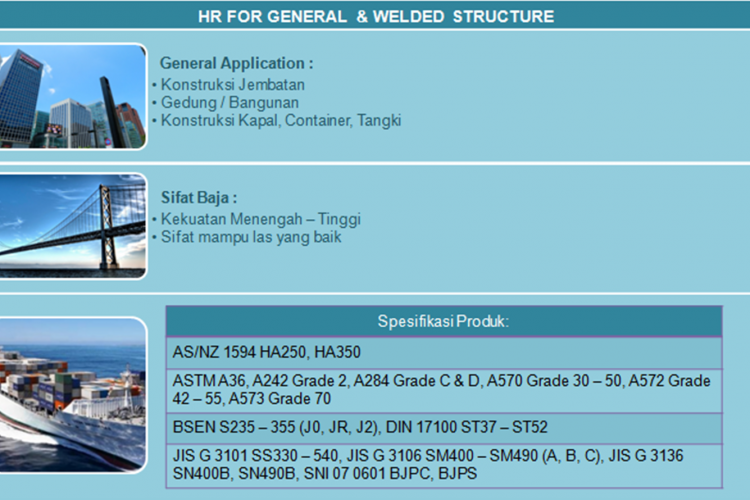 HR FOR GENERAL & WELDED STRUCTURE
General Application :
• Konstruksi Jembatan
• Gedung / Bangunan
• Konstruksi Kapal, Container, Tangki
Sifat Baja :
• Kekuatan Menengah – Tinggi
• Sifat mampu las yang baik
Spesifikasi Produk:
AS/NZ 1594 HA250, HA350
ASTM A36, A242 Grade 2, A284 Grade C & D, A570 Grade 30 – 50, A572 Grade
42 – 55, A573 Grade 70
BSEN S235 – 355 (J0, JR, J2), DIN 17100 ST37 – ST52
JIS G 3101 SS330 – 540, JIS G 3106 SM400 – SM490 (A, B, C), JIS G 3136
SN400B, SN490B, SNI 07 0601 BJPC, BJPS